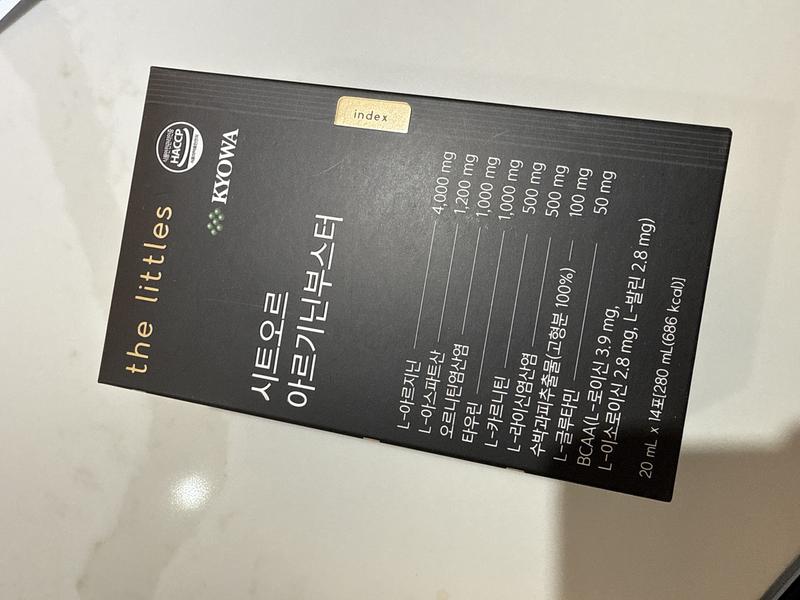 the littles
HACCP
KYOWA
index
시트오르
아르기닌부스터
L-아르지닌 4,000 mg
L-아스파트산 1,200 mg
오르니틴염산염 1,000 mg
타우린 1,000 mg
L-카르니틴 500 mg
L-라이신염산염 500 mg
수박과피추출물(고형분 100%) 100 mg
L-글루타민 50 mg
BCAA(L-로이신 3.9 mg,
L-이소로이신 2.8 mg, L-발린 2.8 mg)
20 mL x 14포[280 mL(686 kcal)]